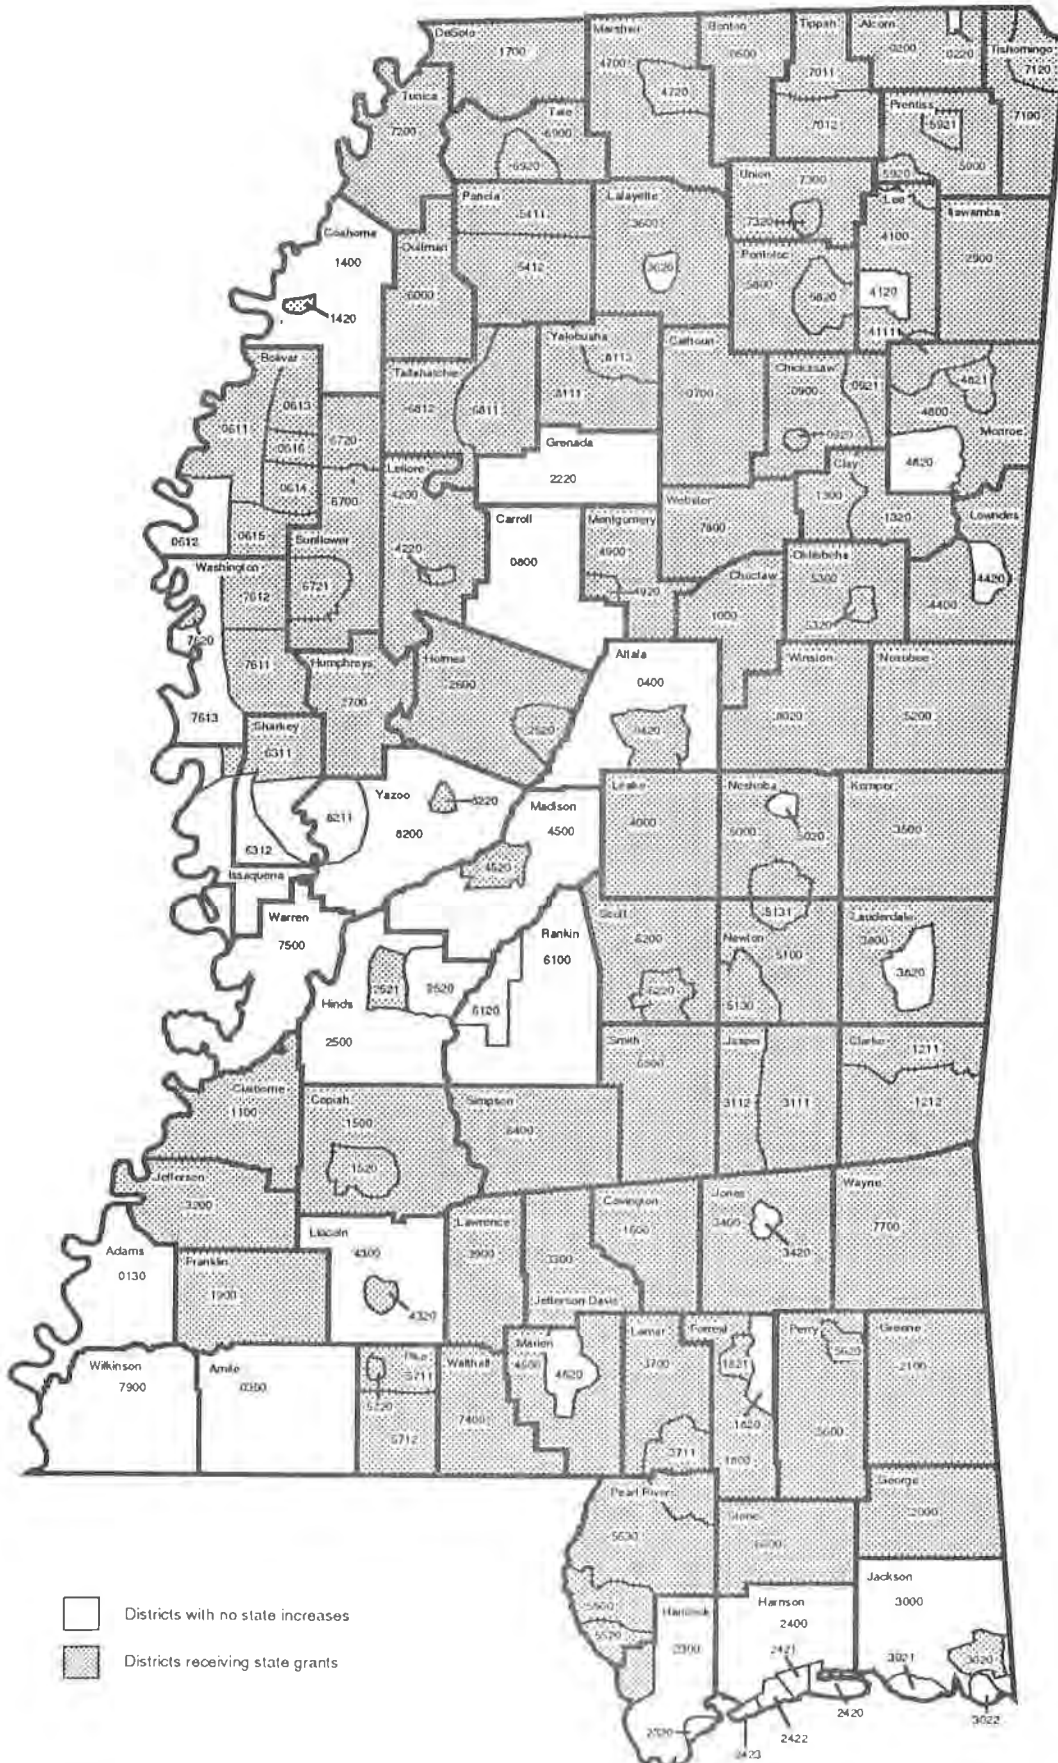 DeSoto
1700
Marshall
4700
4720
Benton
0500
Tippah
7011
7012
Alcorn
0200
0220
Tishomingo
7120
7100
Tunica
7200
Tate
6900
6920
Prentiss
5921
5900
5920
Union
7300
7320
Lee
4100
4120
4111
Itawamba
2900
Panola
5411
5412
Lafayette
3600
3620
Pontotoc
5800
5820
Coahoma
1400
1420
Quitman
6000
Bolivar
0611
0613
0616
0614
0615
0612
Tallahatchie
6812
6811
Yalobusha
8113
8111
Calhoun
0700
Chickasaw
0900
0921
0920
4821
4800
Monroe
4820
Grenada
2220
6720
6700
Sunflower
6721
Leflore
4200
4220
Carroll
0800
Montgomery
4900
4920
Webster
7800
Clay
1300
1320
Lowndes
4420
4400
Washington
7612
7620
7611
7613
Choctaw
1000
Oktibbeha
5300
5320
Humphreys
2700
Holmes
2600
2620
Attala
0400
0420
Winston
8020
Noxubee
5200
Sharkey
6311
6312
Yazoo
8211
8200
8220
Madison
4500
4520
Leake
4000
Neshoba
5000
5020
5131
Kemper
3500
Issaquena
Warren
7500
Hinds
2521
2520
2500
Rankin
6100
6120
Scott
6200
6220
Newton
5100
5130
Lauderdale
3800
3820
Claiborne
1100
Copiah
1500
1520
Simpson
6400
Smith
6500
Jasper
3112
3111
Clarke
1211
1212
Jefferson
3200
Adams
0130
Franklin
1900
Lincoln
4300
4320
Lawrence
3900
3300
Jefferson Davis
Covington
1600
Jones
3400
3420
Wayne
7700
Wilkinson
7900
Amite
0300
Pike
5711
5720
5712
Walthall
7400
Marion
4600
4620
Lamar
3700
3711
Forrest
1821
1820
1800
Perry
5620
5600
Greene
2100
George
2000
Pearl River
5530
5500
5520
Stone
6600
Hancock
2300
2320
Harrison
2400
2421
2420
2422
2423
Jackson
3000
3021
3020
3022
Districts with no state increases
Districts receiving state grants